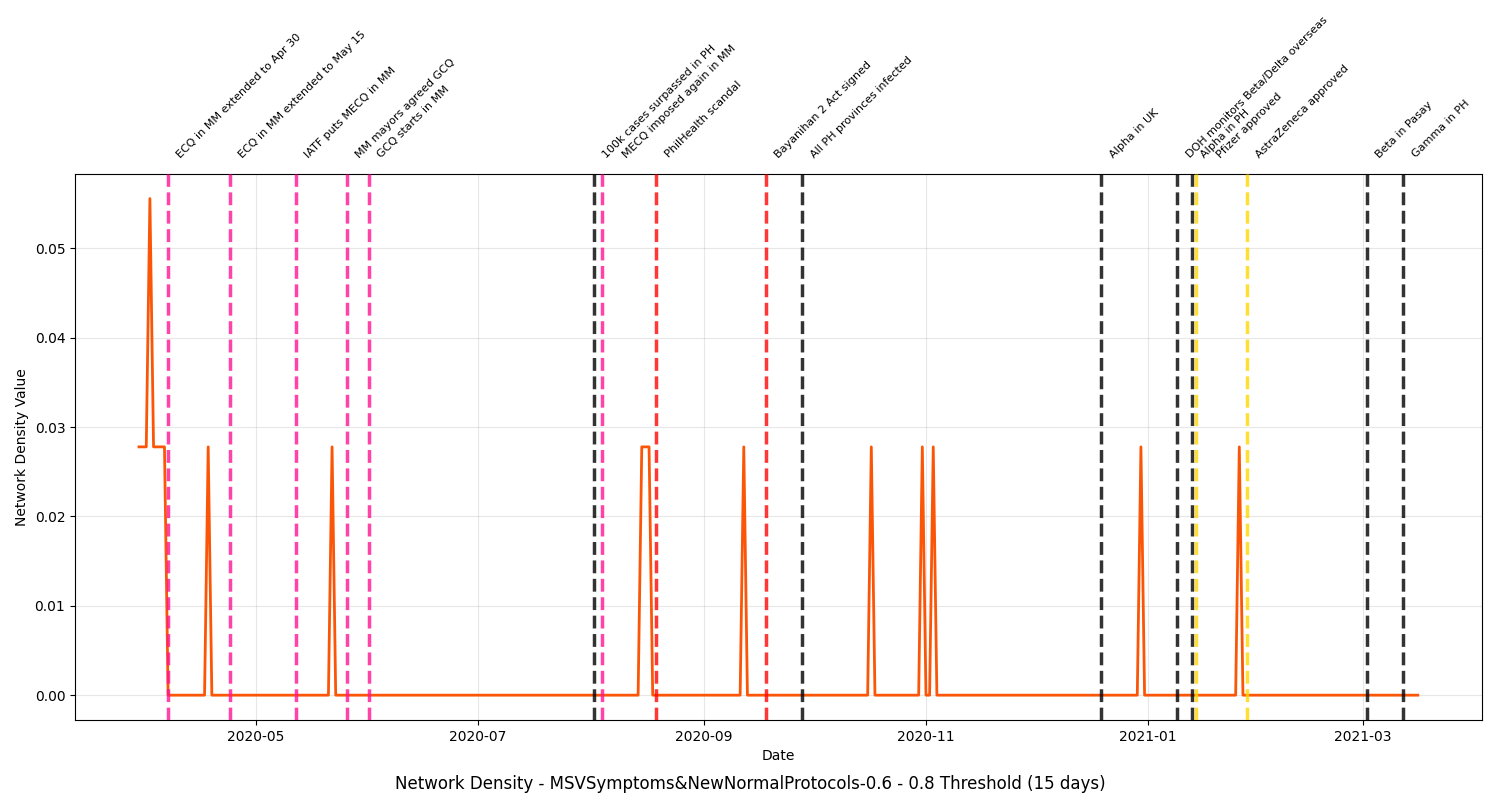 ECQ in MM extended to Apr 30
ECQ in MM extended to May 15
IATF puts MECQ in MM
MM mayors agreed GCQ
GCQ starts in MM
100k cases surpassed in PH
MECQ imposed again in MM
PhilHealth scandal
Bayanihan 2 Act signed
All PH provinces infected
Alpha in UK
DOH monitors Beta/Delta overseas
Alpha in PH
Pfizer approved
AstraZeneca approved
Beta in Pasay
Gamma in PH
Network Density Value
0.05
0.04
0.03
0.02
0.01
0.00
2020-05
2020-07
2020-09
2020-11
2021-01
2021-03
Date
Network Density - MSVSymptoms&NewNormalProtocols-0.6 - 0.8 Threshold (15 days)